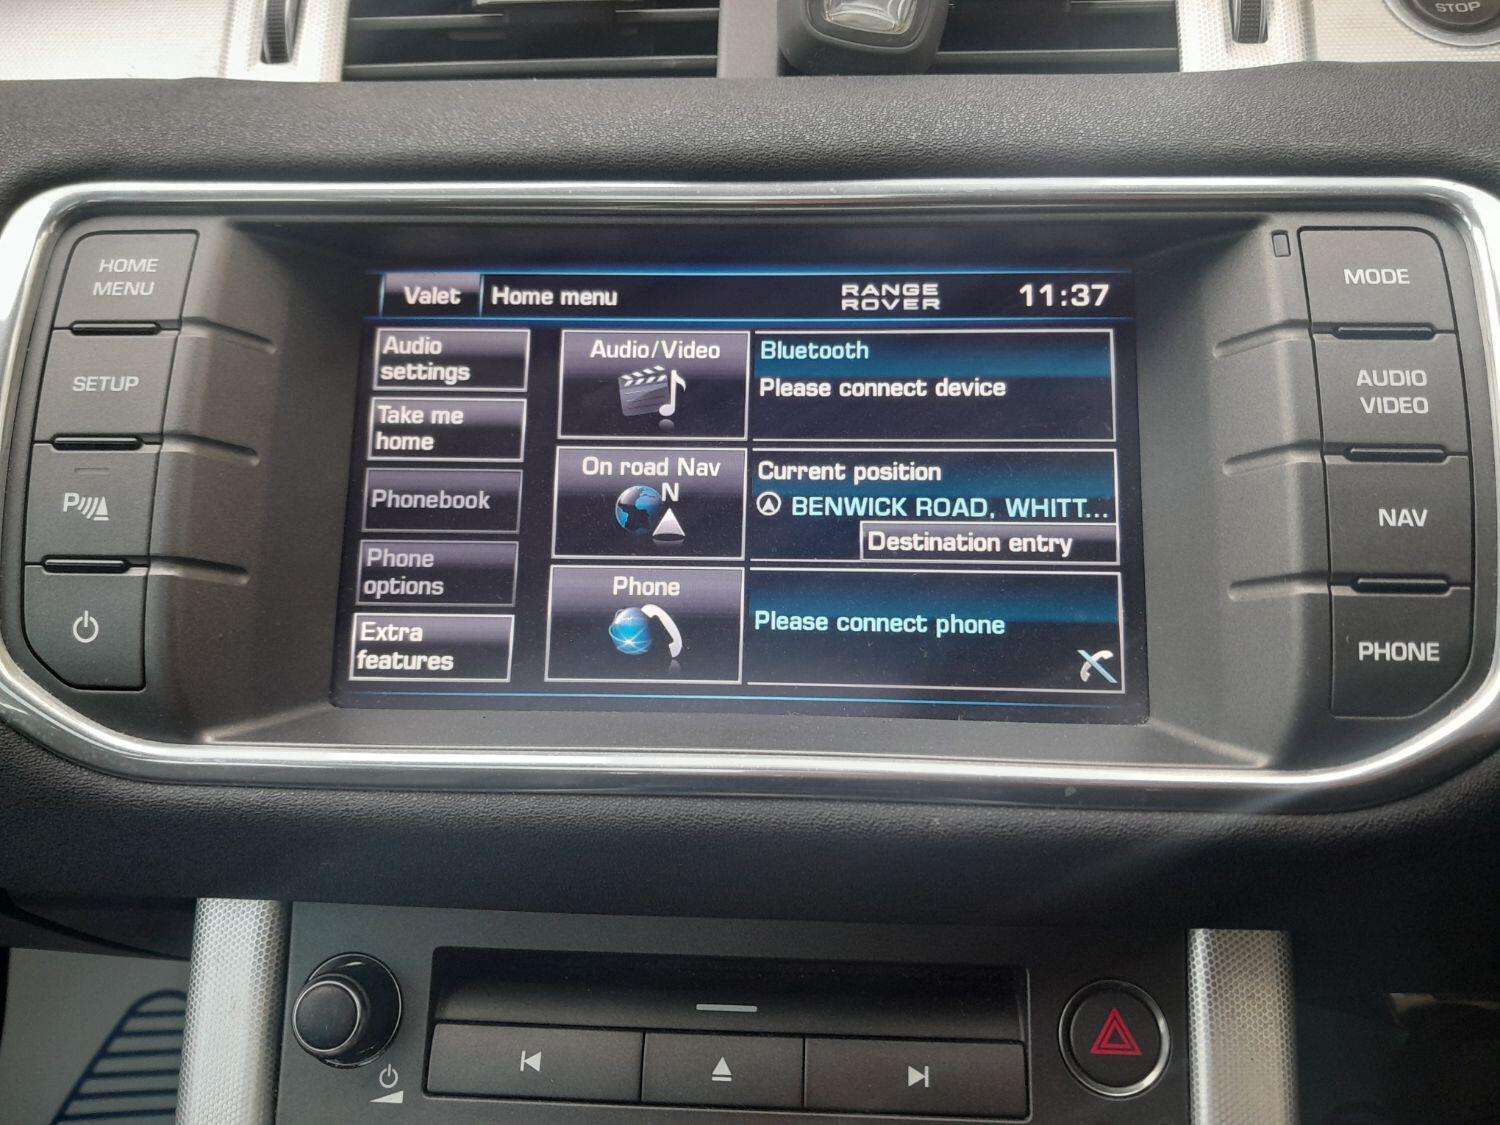 STOP
HOME
MENU
SETUP
P
MODE
AUDIO
VIDEO
NAV
PHONE
Valet
Home menu
RANGE
ROVER
11:37
Audio
settings
Take me
home
Phonebook
Phone
options
Extra
features
Audio/Video
On road Nav
N
Phone
Bluetooth
Please connect device
Current position
BENWICK ROAD, WHITT...
Destination entry
Please connect phone